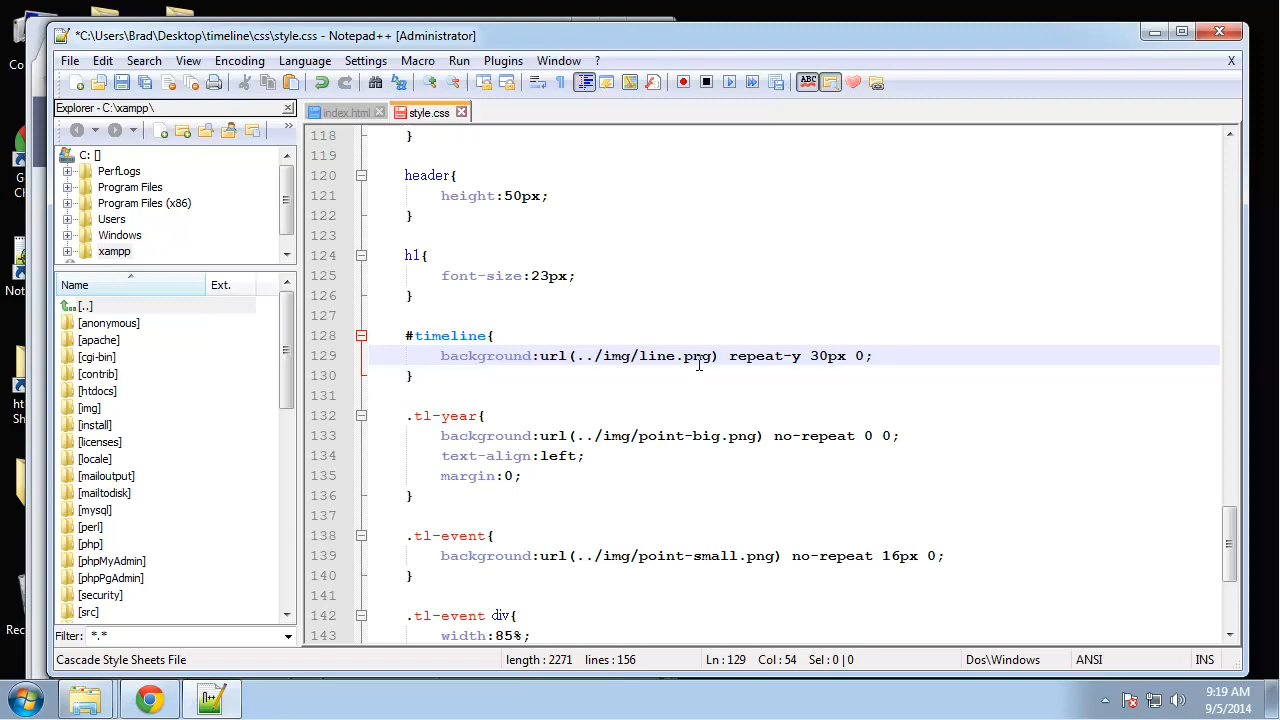 Co
G
Cl
Not
ht
Rec
*C:\Users\Brad\Desktop\timeline\css\style.css - Notepad++ [Administrator]
File Edit Search View Encoding Language Settings Macro Run Plugins Window ? X
ABC
Explorer - C:\xampp\
index.html style.css
C: []
PerfLogs
Program Files
Program Files (x86)
Users
Windows
xampp
Name Ext.
[..]
[anonymous]
[apache]
[cgi-bin]
[contrib]
[htdocs]
[img]
[install]
[licenses]
[locale]
[mailoutput]
[mailtodisk]
[mysql]
[perl]
[php]
[phpMyAdmin]
[phpPgAdmin]
[security]
[src]
Filter: *.*
118 }
119
120 header{
121 height:50px;
122 }
123
124 h1{
125 font-size:23px;
126 }
127
128 #timeline{
129 background:url(../img/line.png) repeat-y 30px 0;
130 }
131
132 .tl-year{
133 background:url(../img/point-big.png) no-repeat 0 0;
134 text-align:left;
135 margin:0;
136 }
137
138 .tl-event{
139 background:url(../img/point-small.png) no-repeat 16px 0;
140 }
141
142 .tl-event div{
143 width:85%;
Cascade Style Sheets File length : 2271 lines : 156 Ln : 129 Col : 54 Sel : 0 | 0 Dos\Windows ANSI INS
9:19 AM
9/5/2014